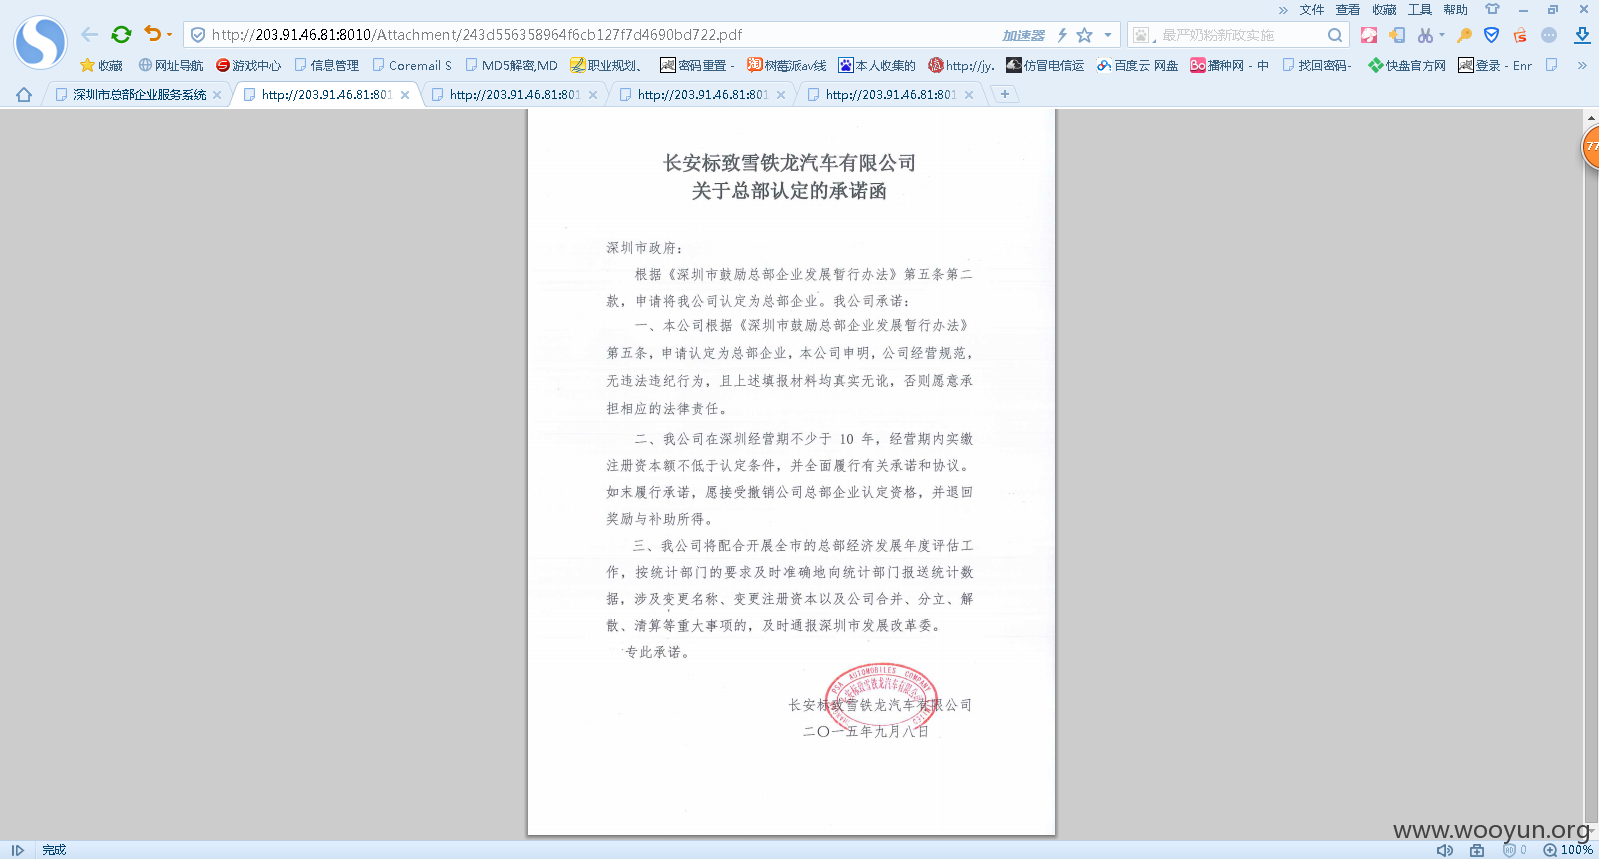 » 文件 查看 收藏 工具 帮助
http://203.91.46.81:8010/Attachment/243d556358964f6cb127f7d4690bd722.pdf 加速器 最严奶粉新政实施
收藏 网址导航 游戏中心 信息管理 Coremail S MD5解密,MD 职业规划、 密码重置 - 树莓派av线 本人收集的 http://jy. 仿冒电信运 百度云 网盘 播种网 - 中 找回密码- 快盘官方网 登录 - Enr »
深圳市总部企业服务系统 http://203.91.46.81:801 http://203.91.46.81:801 http://203.91.46.81:801 http://203.91.46.81:801
77
长安标致雪铁龙汽车有限公司
关于总部认定的承诺函
深圳市政府：
根据《深圳市鼓励总部企业发展暂行办法》第五条第二
款，申请将我公司认定为总部企业。我公司承诺：
一、本公司根据《深圳市鼓励总部企业发展暂行办法》
第五条，申请认定为总部企业，本公司申明，公司经营规范，
无违法违纪行为，且上述填报材料均真实无讹，否则愿意承
担相应的法律责任。
二、我公司在深圳经营期不少于 10 年，经营期内实缴
注册资本额不低于认定条件，并全面履行有关承诺和协议。
如末履行承诺，愿接受撤销公司总部企业认定资格，并退回
奖励与补助所得。
三、我公司将配合开展全市的总部经济发展年度评估工
作，按统计部门的要求及时准确地向统计部门报送统计数
据，涉及变更名称、变更注册资本以及公司合并、分立、解
散、清算等重大事项的，及时通报深圳市发展改革委。
专此承诺。
PSA AUTOMOBILES COMPANY
长安标致雪铁龙汽车有限公司
长安标致雪铁龙汽车有限公司
二〇一五年九月八日
www.wooyun.org
完成 0 100%